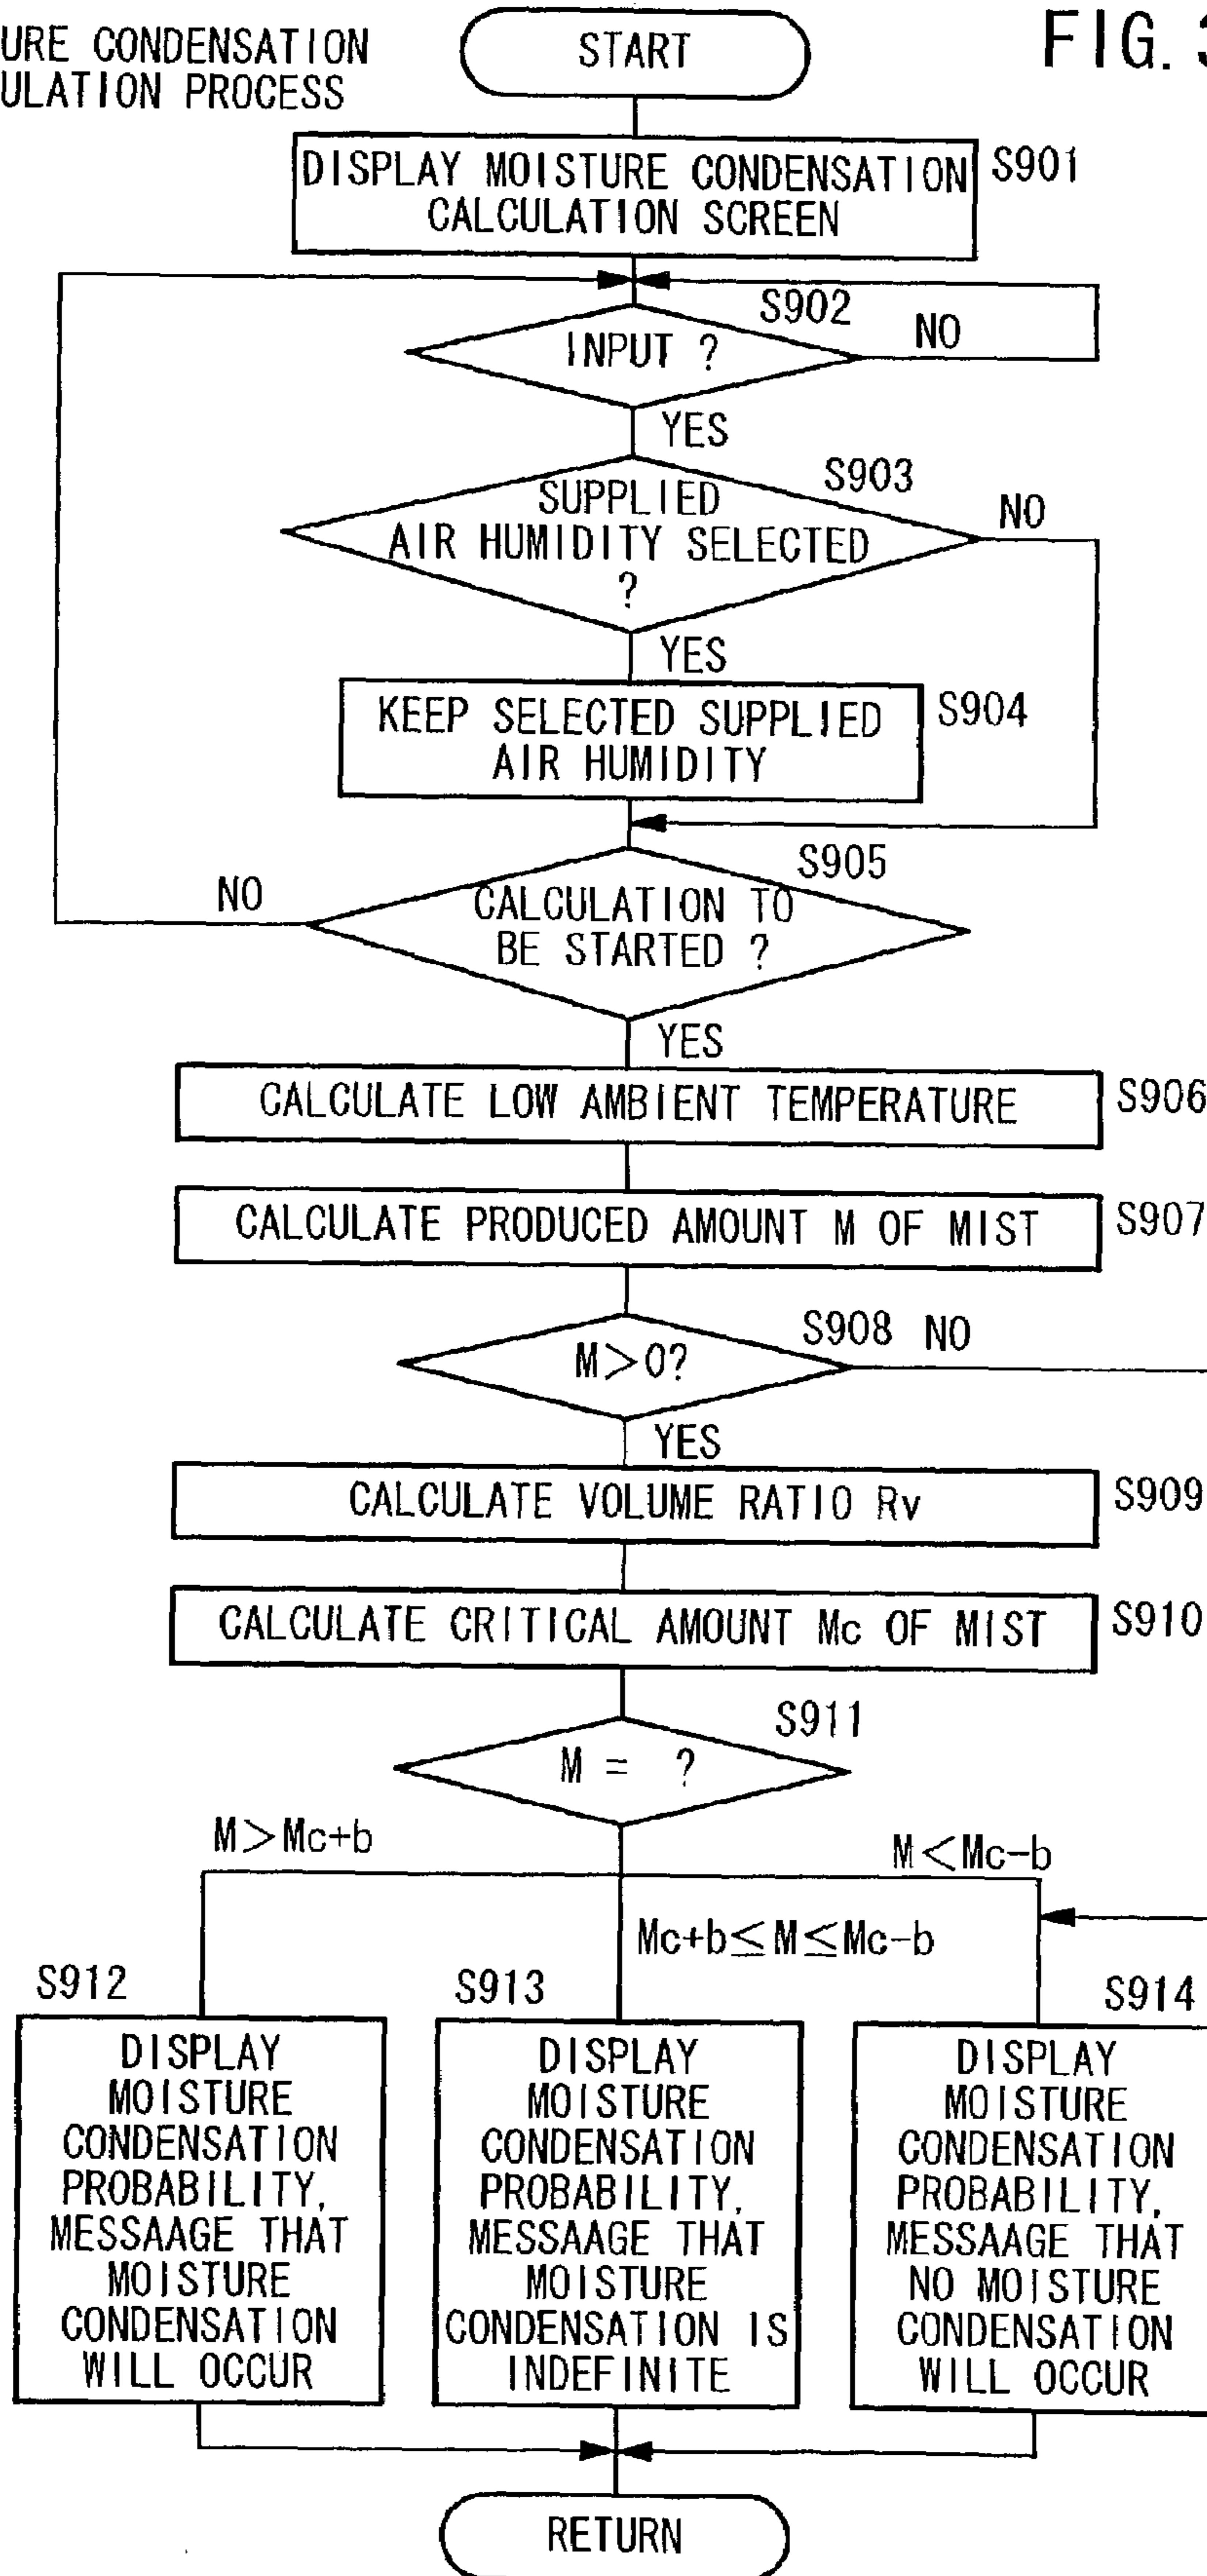 URE CONDENSATION
ULATION PROCESS
START
FIG. 3
DISPLAY MOISTURE CONDENSATION
CALCULATION SCREEN
S901
S902
INPUT ?
NO
YES
S903
SUPPLIED
AIR HUMIDITY SELECTED
?
NO
YES
KEEP SELECTED SUPPLIED
AIR HUMIDITY
S904
S905
NO
CALCULATION TO
BE STARTED ?
YES
CALCULATE LOW AMBIENT TEMPERATURE
S906
CALCULATE PRODUCED AMOUNT M OF MIST
S907
S908 NO
M>0?
YES
CALCULATE VOLUME RATIO Rv
S909
CALCULATE CRITICAL AMOUNT Mc OF MIST
S910
S911
M = ?
M>Mc+b
M<Mc-b
Mc+b≦M≦Mc-b
S912
DISPLAY
MOISTURE
CONDENSATION
PROBABILITY,
MESSAAGE THAT
MOISTURE
CONDENSATION
WILL OCCUR
S913
DISPLAY
MOISTURE
CONDENSATION
PROBABILITY,
MESSAAGE THAT
MOISTURE
CONDENSATION IS
INDEFINITE
S914
DISPLAY
MOISTURE
CONDENSATION
PROBABILITY,
MESSAAGE THAT
NO MOISTURE
CONDENSATION
WILL OCCUR
RETURN